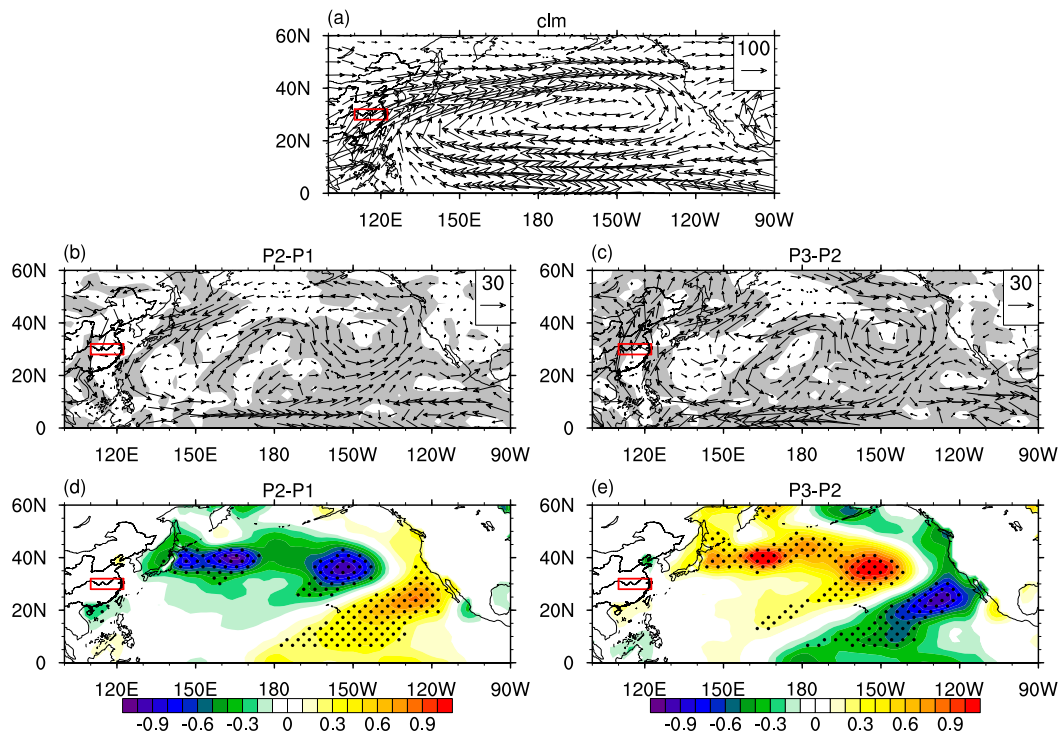 (a) clm
60N 100
40N
20N
0
120E 150E 180 150W 120W 90W
(b) P2-P1
60N 30
40N
20N
0
120E 150E 180 150W 120W 90W
(c) P3-P2
60N 30
40N
20N
0
120E 150E 180 150W 120W 90W
(d) P2-P1
60N
40N
20N
0
120E 150E 180 150W 120W 90W
-0.9 -0.6 -0.3 0 0.3 0.6 0.9
(e) P3-P2
60N
40N
20N
0
120E 150E 180 150W 120W 90W
-0.9 -0.6 -0.3 0 0.3 0.6 0.9